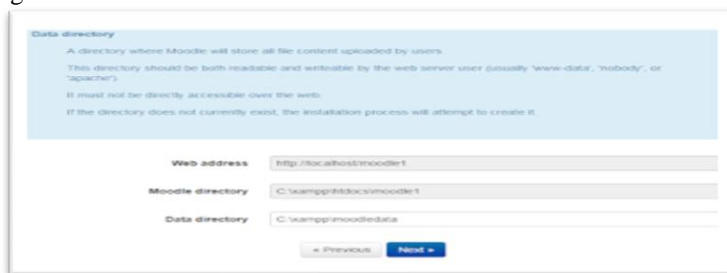 Data directory
A directory where Moodle will store all file content uploaded by users.
This directory should be both readable and writeable by the web server user (usually 'www-data', 'nobody', or
'apache').
It must not be directly accessible over the web.
If the directory does not currently exist, the installation process will attempt to create it.
Web address http://localhost/moodle1
Moodle directory C:\xampp\htdocs\moodle1
Data directory C:\xampp\moodledata
« Previous Next »